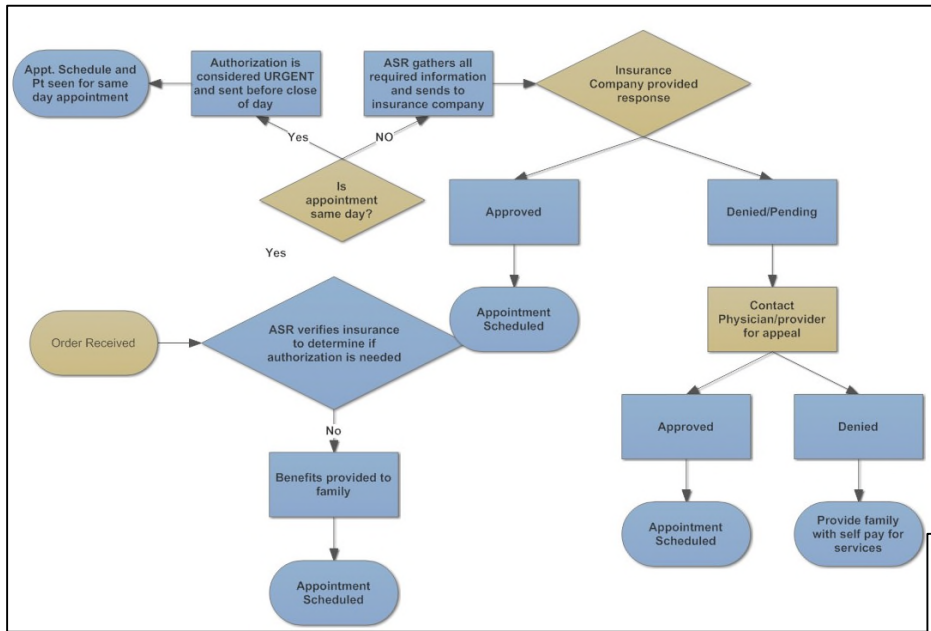 Appt. Schedule and
Pt seen for same
day appointment
Authorization is
considered URGENT
and sent before close
of day
ASR gathers all
required information
and sends to
insurance company
Insurance
Company provided
response
Yes
NO
Is
appointment
same day?
Approved
Denied/Pending
Yes
Order Received
ASR verifies insurance
to determine if
authorization is needed
Appointment
Scheduled
Contact
Physician/provider
for appeal
No
Approved
Denied
Benefits provided to
family
Appointment
Scheduled
Provide family
with self pay for
services
Appointment
Scheduled